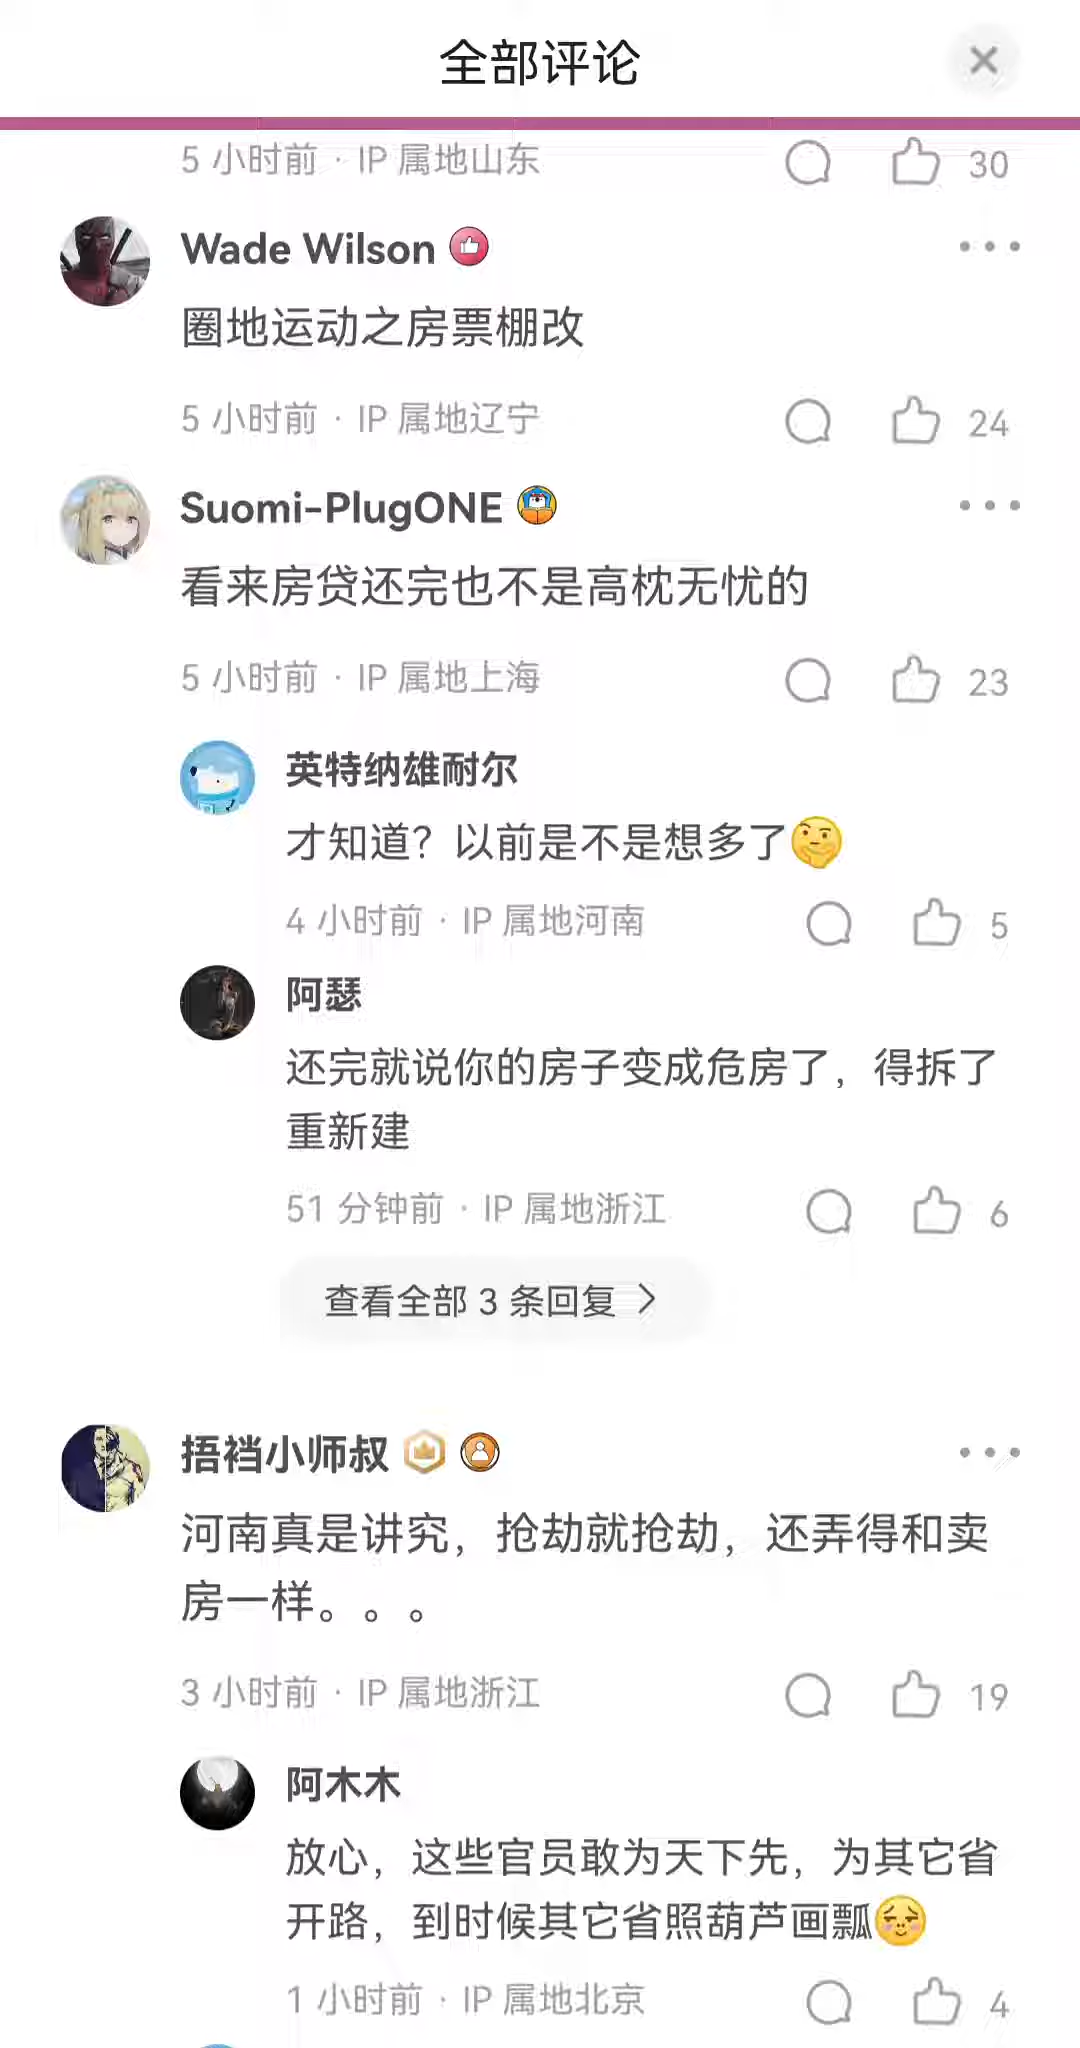 全部评论
5 小时前 · IP 属地山东
30
Wade Wilson
圈地运动之房票棚改
5 小时前 · IP 属地辽宁
24
Suomi-PlugONE
看来房贷还完也不是高枕无忧的
5 小时前 · IP 属地上海
23
英特纳雄耐尔
才知道？以前是不是想多了🤔
4 小时前 · IP 属地河南
5
阿瑟
还完就说你的房子变成危房了，得拆了
重新建
51 分钟前 · IP 属地浙江
6
查看全部 3 条回复 >
捂裆小师叔
河南真是讲究，抢劫就抢劫，还弄得和卖
房一样。。。
3 小时前 · IP 属地浙江
19
阿木木
放心，这些官员敢为天下先，为其它省
开路，到时候其它省照葫芦画瓢
1 小时前 · IP 属地北京
4